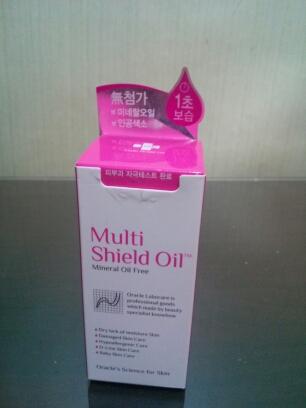 無첨가
미네랄오일
인공색소
1초
보습
피부과 자극테스트 완료
Multi
Shield Oil™
Mineral Oil Free
Oracle Labocare is
professional goods
which made by beauty
specialist knowhow
• Dry lack of moisture Skin
• Damaged Skin Care
• Hypoallergenic Care
• D-Line Skin Care
• Baby Skin Care
Oracle's Science for Skin